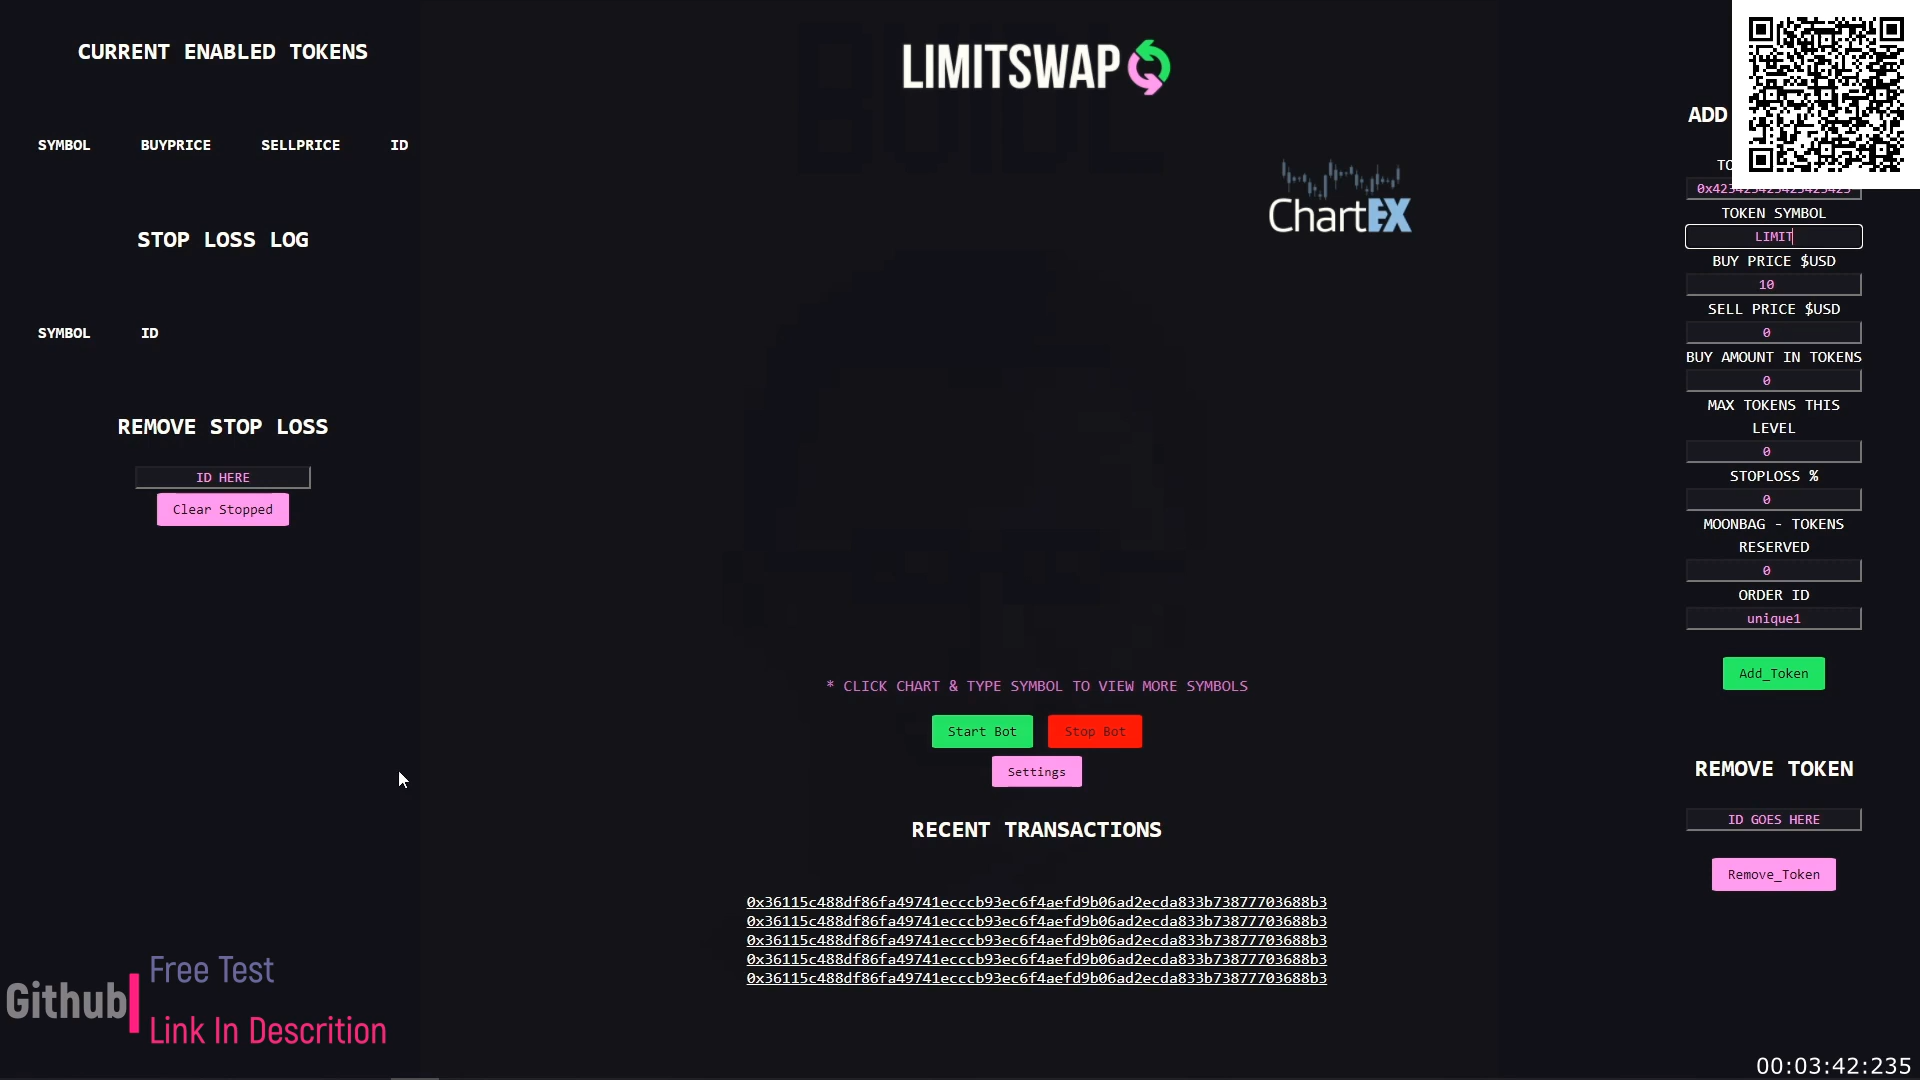 CURRENT ENABLED TOKENS
SYMBOL BUYPRICE SELLPRICE ID
STOP LOSS LOG
SYMBOL ID
REMOVE STOP LOSS
ID HERE
Clear Stopped
LIMITSWAP
ChartEX
* CLICK CHART & TYPE SYMBOL TO VIEW MORE SYMBOLS
Start Bot Stop Bot
Settings
RECENT TRANSACTIONS
0x36115c488df86fa49741ecccb93ec6f4aefd9b06ad2ecda833b73877703688b3
0x36115c488df86fa49741ecccb93ec6f4aefd9b06ad2ecda833b73877703688b3
0x36115c488df86fa49741ecccb93ec6f4aefd9b06ad2ecda833b73877703688b3
0x36115c488df86fa49741ecccb93ec6f4aefd9b06ad2ecda833b73877703688b3
0x36115c488df86fa49741ecccb93ec6f4aefd9b06ad2ecda833b73877703688b3
ADD
TOKEN SYMBOL
LIMIT
BUY PRICE $USD
10
SELL PRICE $USD
0
BUY AMOUNT IN TOKENS
0
MAX TOKENS THIS
LEVEL
0
STOPLOSS %
0
MOONBAG - TOKENS
RESERVED
0
ORDER ID
unique1
Add_Token
REMOVE TOKEN
ID GOES HERE
Remove_Token
Github
Free Test
Link In Descrition
00:03:42:235